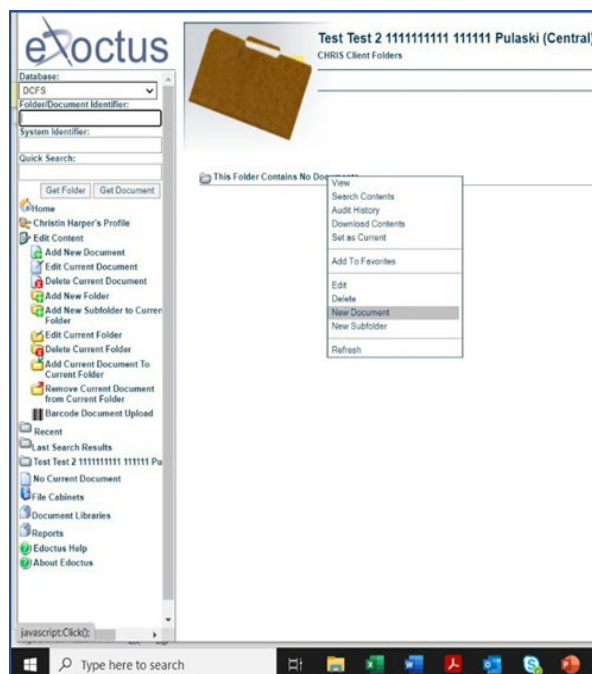 eXoctus
Test Test 2 1111111111 111111 Pulaski (Central)
CHRIS Client Folders
Database:
DCFS
Folder/Document Identifier:
System Identifier:
Quick Search:
Get Folder
Get Document
Home
Christin Harper's Profile
Edit Content
Add New Document
Edit Current Document
Delete Current Document
Add New Folder
Add New Subfolder to Curren
Folder
Edit Current Folder
Delete Current Folder
Add Current Document To
Current Folder
Remove Current Document
from Current Folder
Barcode Document Upload
Recent
Last Search Results
Test Test 2 1111111111 111111 Pu
No Current Document
File Cabinets
Document Libraries
Reports
Edoctus Help
About Edoctus
This Folder Contains No Documents
View
Search Contents
Audit History
Download Contents
Set as Current
Add To Favorites
Edit
Delete
New Document
New Subfolder
Refresh
javascript:Click();
Type here to search